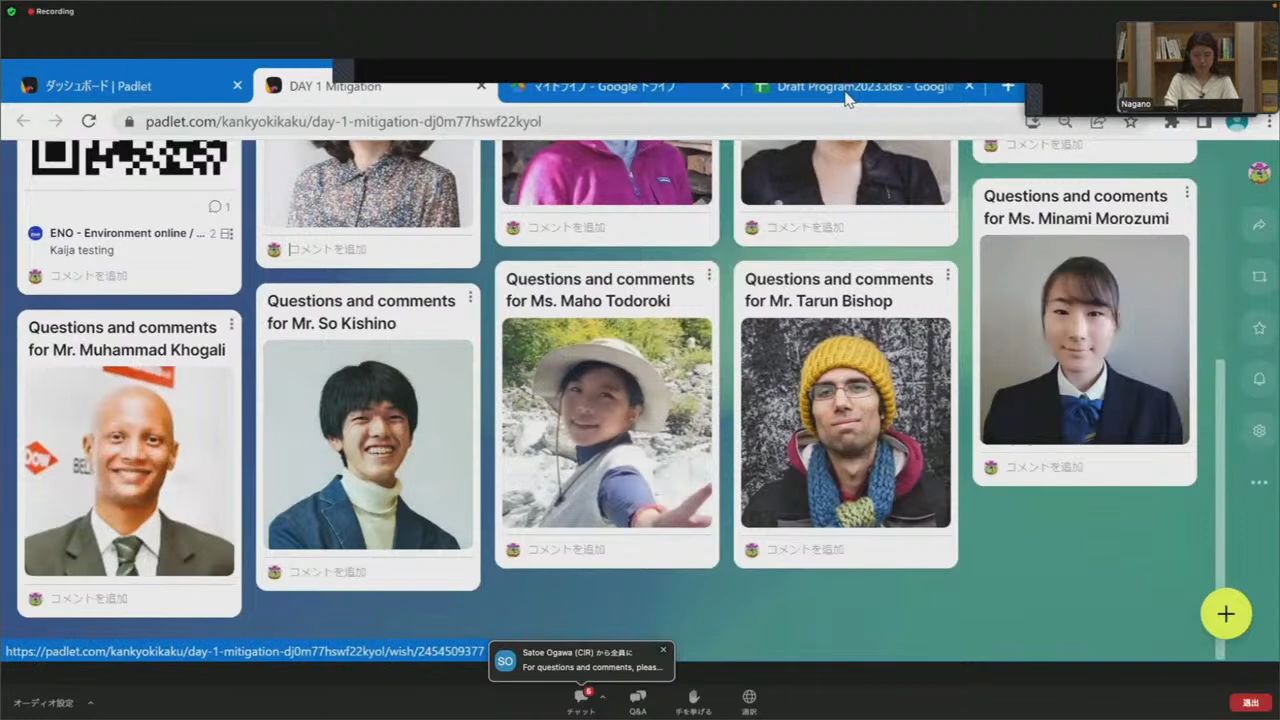 Recording
ダッシュボード | Padlet
DAY 1 Mitigation
マイドライブ - Google ドライブ
Draft Program2023.xlsx - Google
padlet.com/kankyokikaku/day-1-mitigation-dj0m77hswf22kyol
Nagano
1
ENO - Environment online / ... 2日
Kaija testing
コメントを追加
Questions and comments
for Mr. Muhammad Khogali
コメントを追加
コメントを追加
Questions and comments
for Mr. So Kishino
コメントを追加
コメントを追加
Questions and comments
for Ms. Maho Todoroki
コメントを追加
コメントを追加
Questions and comments
for Mr. Tarun Bishop
コメントを追加
コメントを追加
Questions and cooments
for Ms. Minami Morozumi
コメントを追加
https://padlet.com/kankyokikaku/day-1-mitigation-dj0m77hswf22kyol/wish/2454509377
SO
Satoe Ogawa (CIR) から全員に
For questions and comments, pleas...
オーディオ設定
チャット
Q&A
手を挙げる
通訳
退出